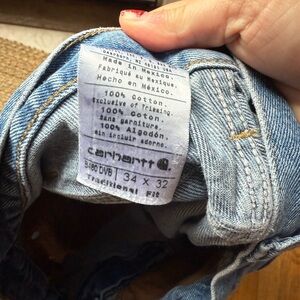 Made in Mexico.
Fabriqué au Mexique.
Hecho en México.
100% Cotton.
Exclusive of Trimming.
100% Coton.
sans garniture.
100% Algodón.
sin incluir adorno.
carhartt
DVB 34 x 32
Traditional Fit